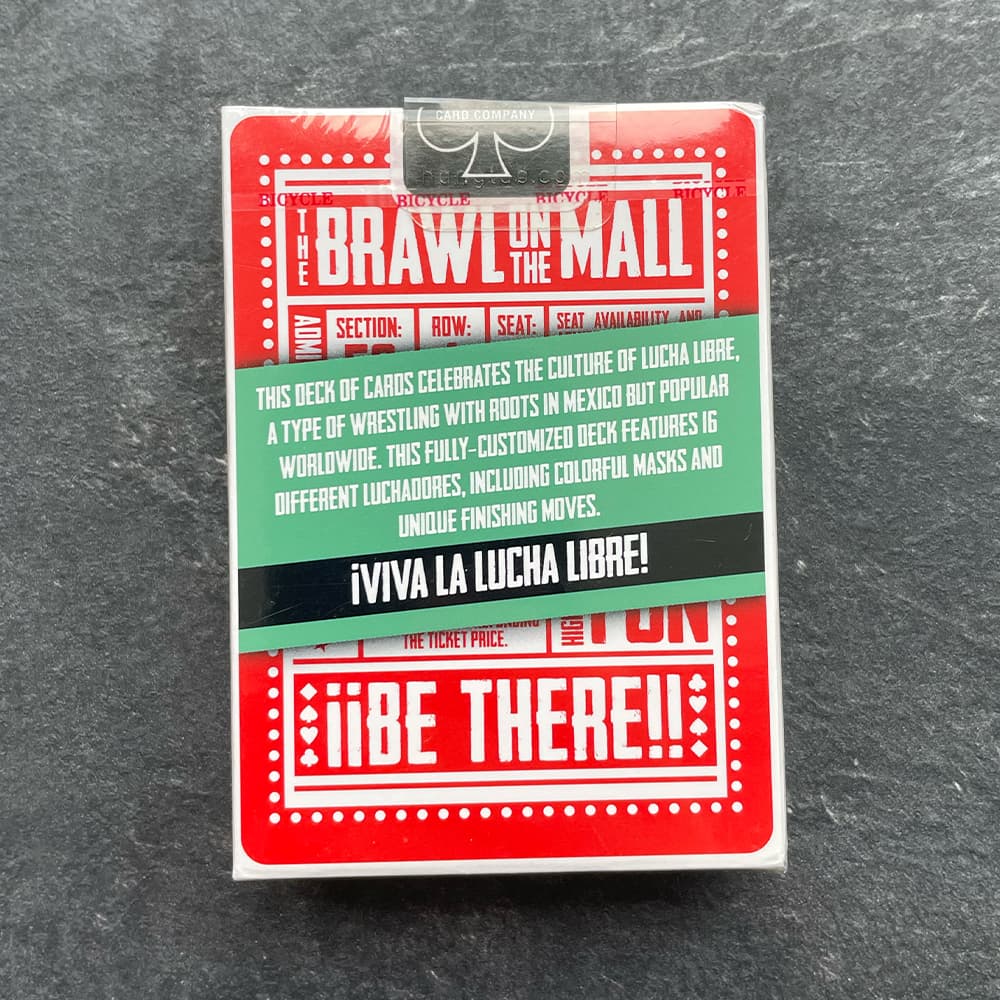 CARD COMPANY
BICYCLE BICYCLE BICYCLE BICYCLE
THE BRAWL ON THE MALL
SECTION: ROW: SEAT: SEAT AVAILABILITY AND
THIS DECK OF CARDS CELEBRATES THE CULTURE OF LUCHA LIBRE,
A TYPE OF WRESTLING WITH ROOTS IN MEXICO BUT POPULAR
WORLDWIDE. THIS FULLY-CUSTOMIZED DECK FEATURES 16
DIFFERENT LUCHADORES, INCLUDING COLORFUL MASKS AND
UNIQUE FINISHING MOVES.
¡VIVA LA LUCHA LIBRE!
THE TICKET PRICE.
FUN
¡¡BE THERE!!